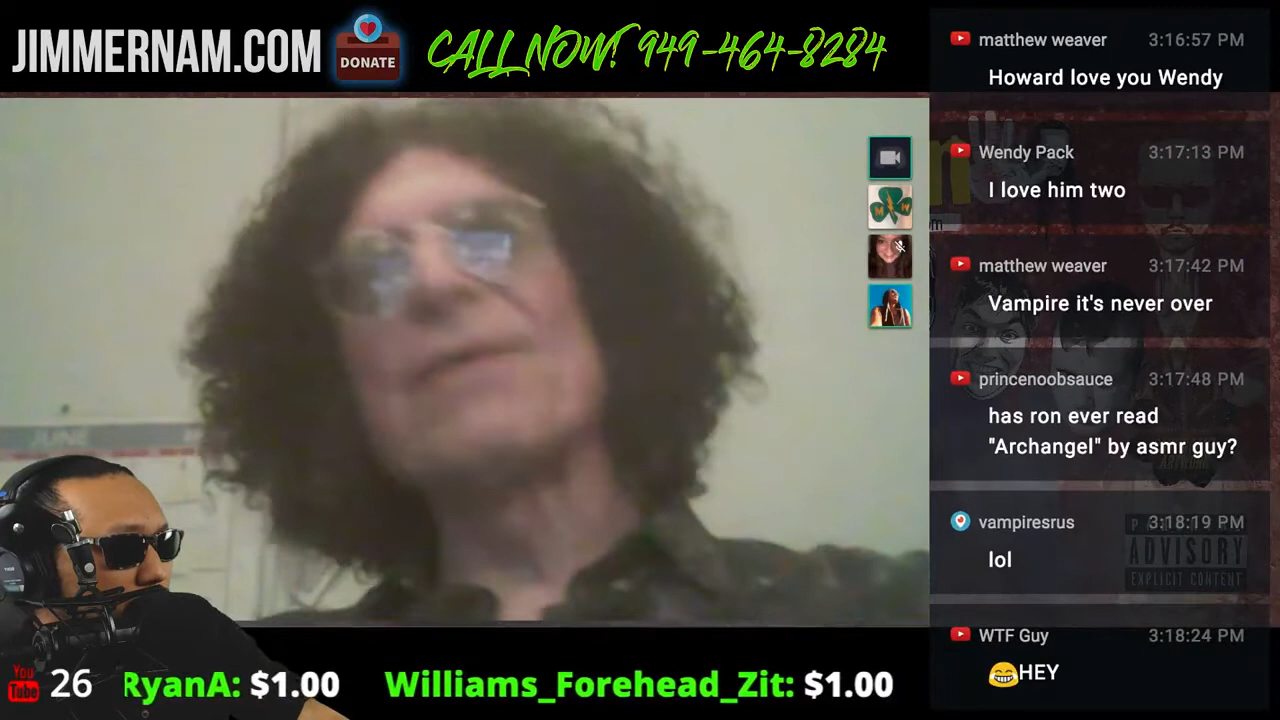 JIMMERNAM.COM
DONATE
CALL NOW! 949-464-8284
matthew weaver 3:16:57 PM
Howard love you Wendy
Wendy Pack 3:17:13 PM
I love him two
matthew weaver 3:17:42 PM
Vampire it's never over
princenoobsauce 3:17:48 PM
has ron ever read
"Archangel" by asmr guy?
vampiresrus 3:18:19 PM
lol
ADVISORY
EXPLICIT CONTENT
WTF Guy 3:18:24 PM
😂HEY
JUNE
M W
You
Tube
26
RyanA: $1.00 Williams_Forehead_Zit: $1.00